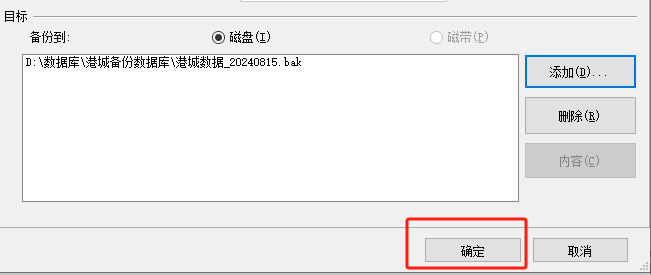 目标
备份到: 磁盘(I) 磁带(P)
D:\数据库\港城备份数据库\港城数据_20240815.bak
添加(D)...
删除(R)
内容(C)
确定 取消